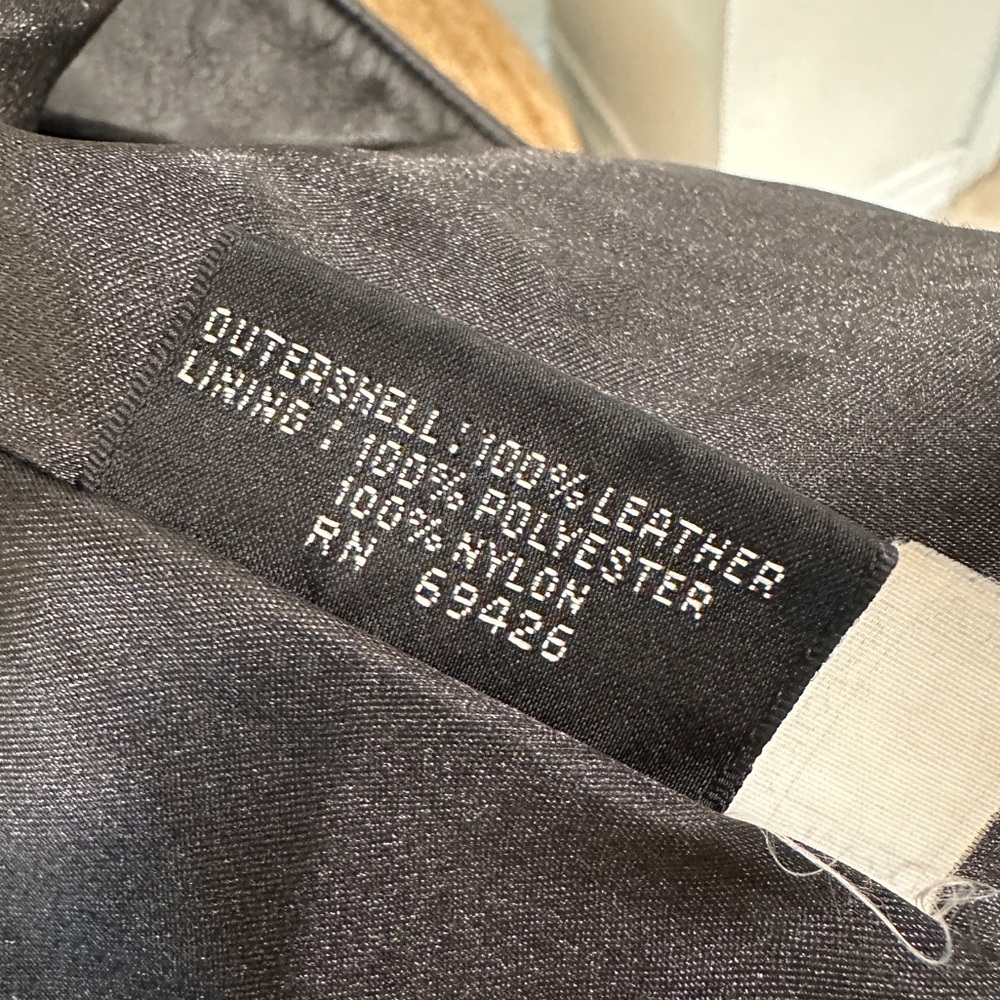 OUTERSHELL: 100% LEATHER
LINING: 100% POLYESTER
100% NYLON
RN 69426